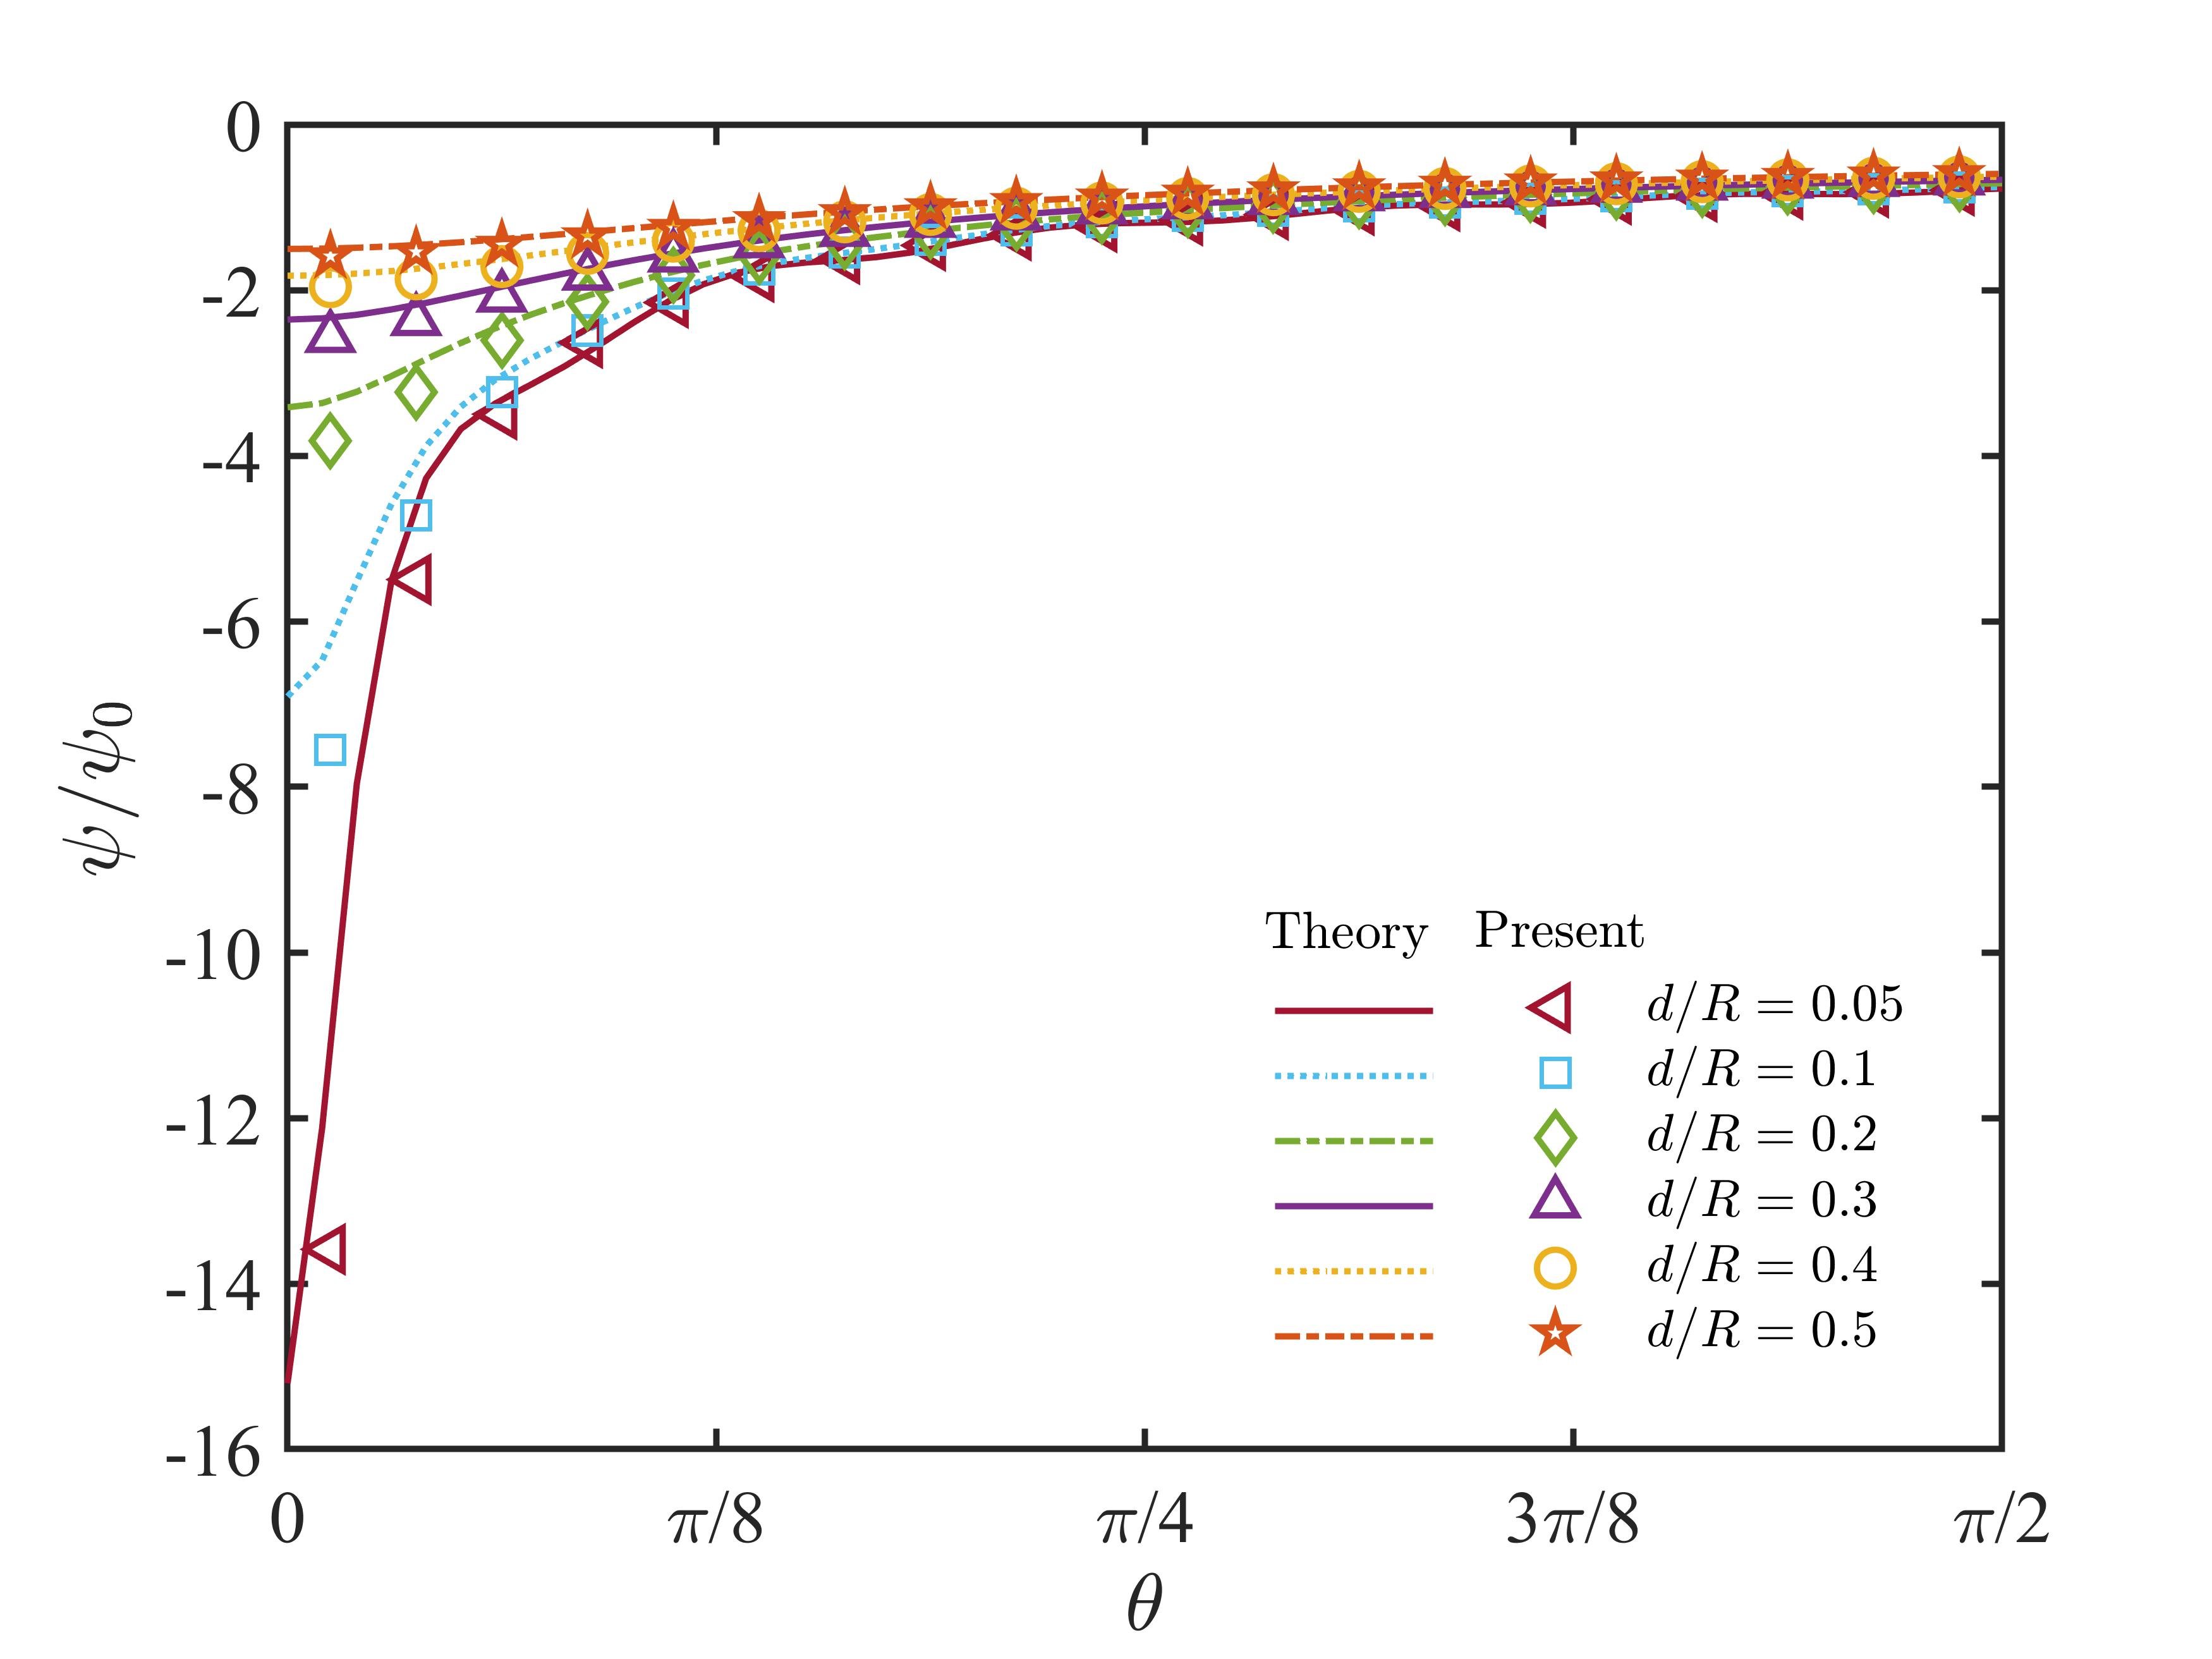 0
-2
-4
-6
-8
-10
-12
-14
-16
ψ/ψ0
Theory Present
d/R = 0.05
d/R = 0.1
d/R = 0.2
d/R = 0.3
d/R = 0.4
d/R = 0.5
0 π/8 π/4 3π/8 π/2
θ